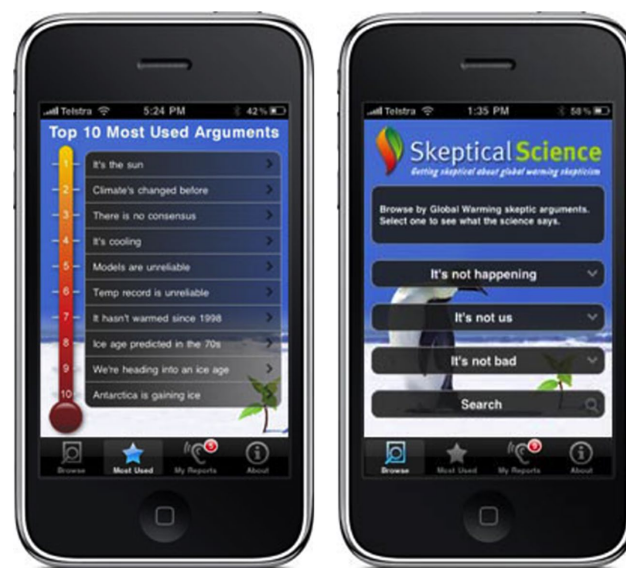 Telstra 5:24 PM 42%
Top 10 Most Used Arguments
1 It's the sun
2 Climate's changed before
3 There is no consensus
4 It's cooling
5 Models are unreliable
6 Temp record is unreliable
7 It hasn't warmed since 1998
8 Ice age predicted in the 70s
9 We're heading into an ice age
10 Antarctica is gaining ice
Browse Most Used My Reports 5 About
Telstra 1:35 PM 58%
Skeptical Science
Getting skeptical about global warming skepticism
Browse by Global Warming skeptic arguments.
Select one to see what the science says.
It's not happening
It's not us
It's not bad
Search
Browse Most Used My Reports About